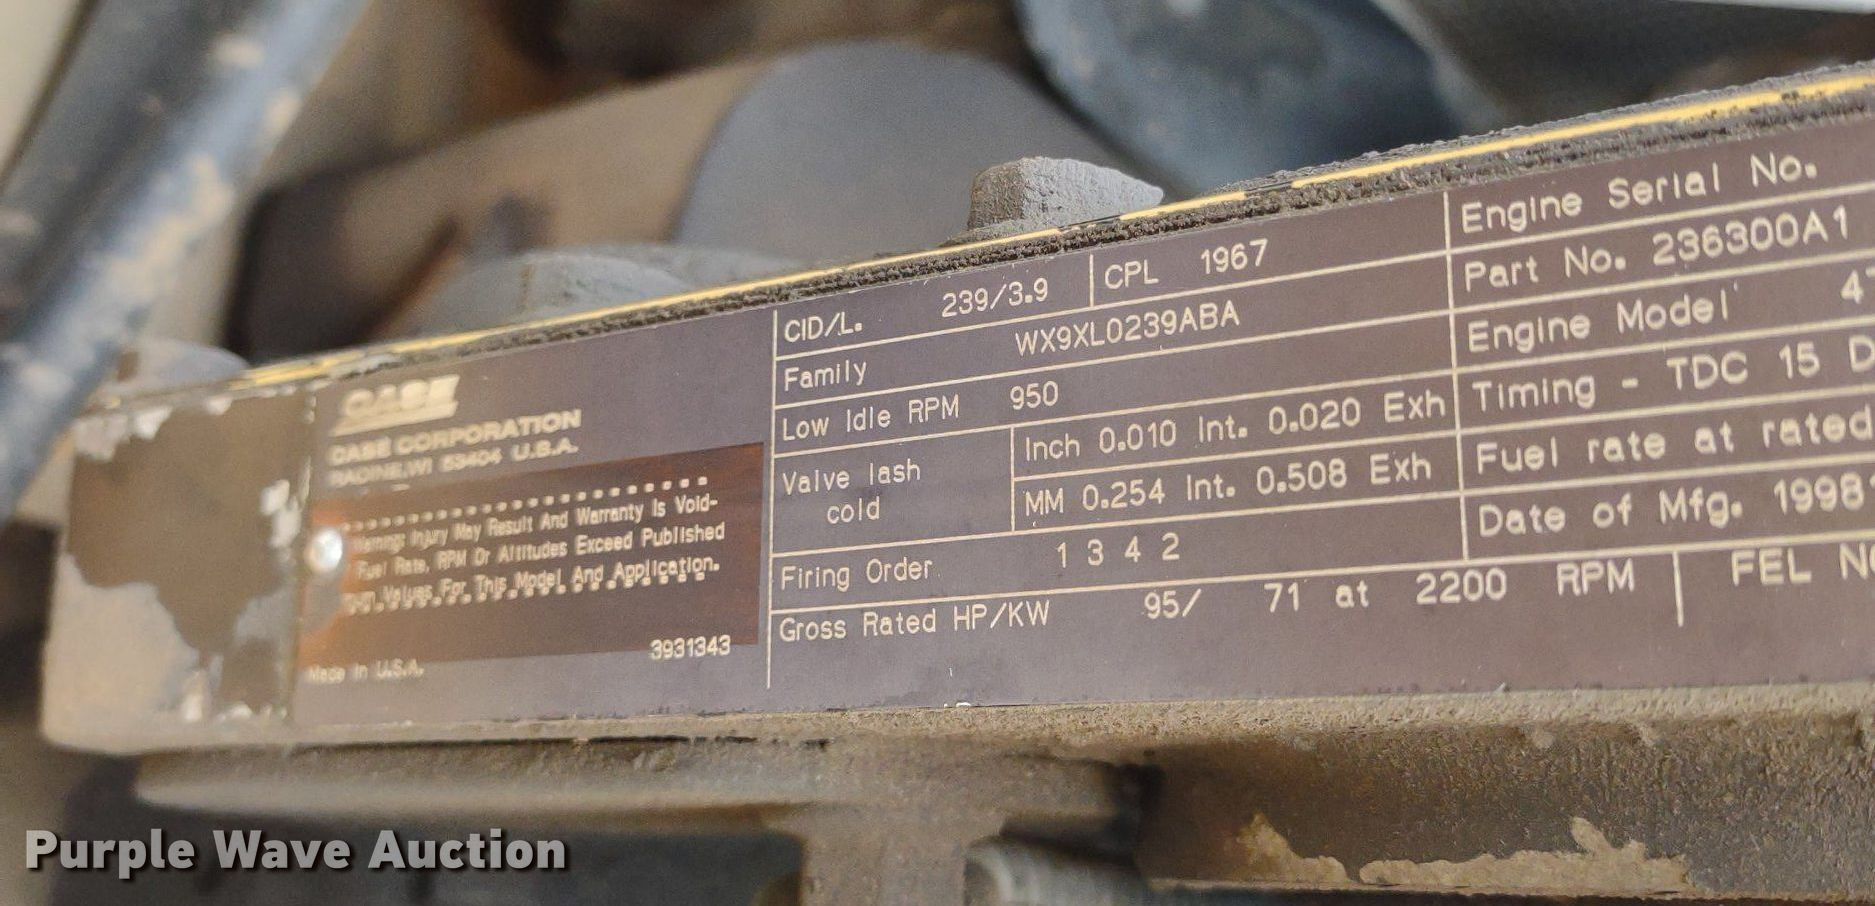 CASE
CASE CORPORATION
RACINE, WI 53404 U.S.A.
Injury May Result And Warranty Is Void-
Fuel Rate, RPM Or Altitudes Exceed Published
Values For This Model And Application.
3931343
Made In U.S.A.
CID/L. 239/3.9 CPL 1967
Family WX9XL0239ABA
Low Idle RPM 950
Valve lash cold
Inch 0.010 Int. 0.020 Exh
MM 0.254 Int. 0.508 Exh
Firing Order 1 3 4 2
Gross Rated HP/KW 95/ 71 at 2200 RPM FEL
Engine Serial No.
Part No. 236300A1
Engine Model 4
Timing - TDC 15 D
Fuel rate at rated
Date of Mfg. 1998
Purple Wave Auction